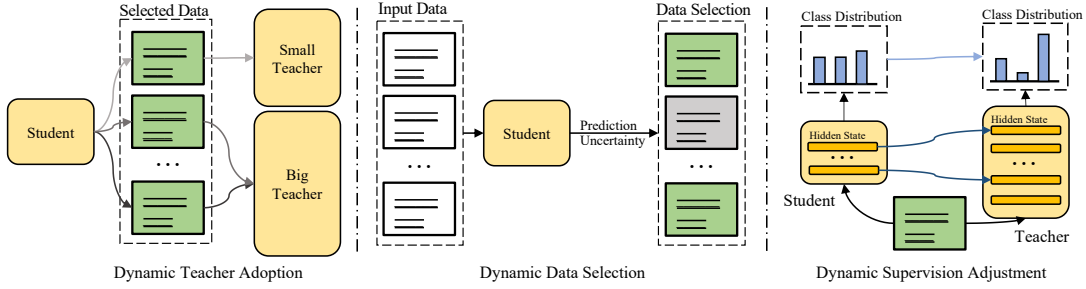 Selected Data
Student
Small
Teacher
...
Big
Teacher
Dynamic Teacher Adoption
Input Data
...
Student
Prediction
Uncertainty
Data Selection
...
Dynamic Data Selection
Class Distribution
Class Distribution
Hidden State
...
Student
Hidden State
...
Teacher
Dynamic Supervision Adjustment